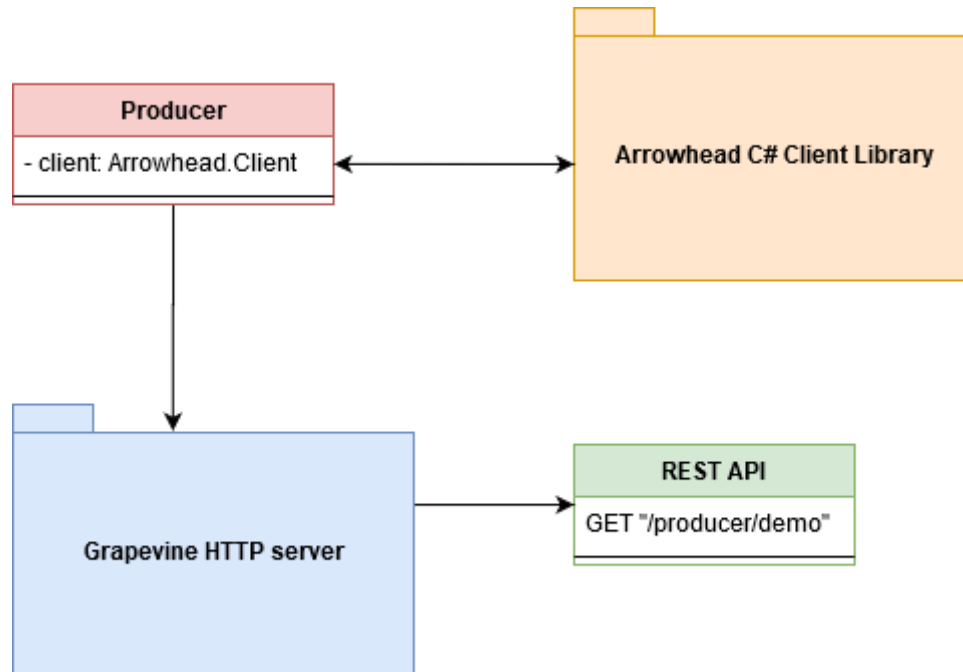 Producer
- client: Arrowhead.Client
Arrowhead C# Client Library
Grapevine HTTP server
REST API
GET "/producer/demo"